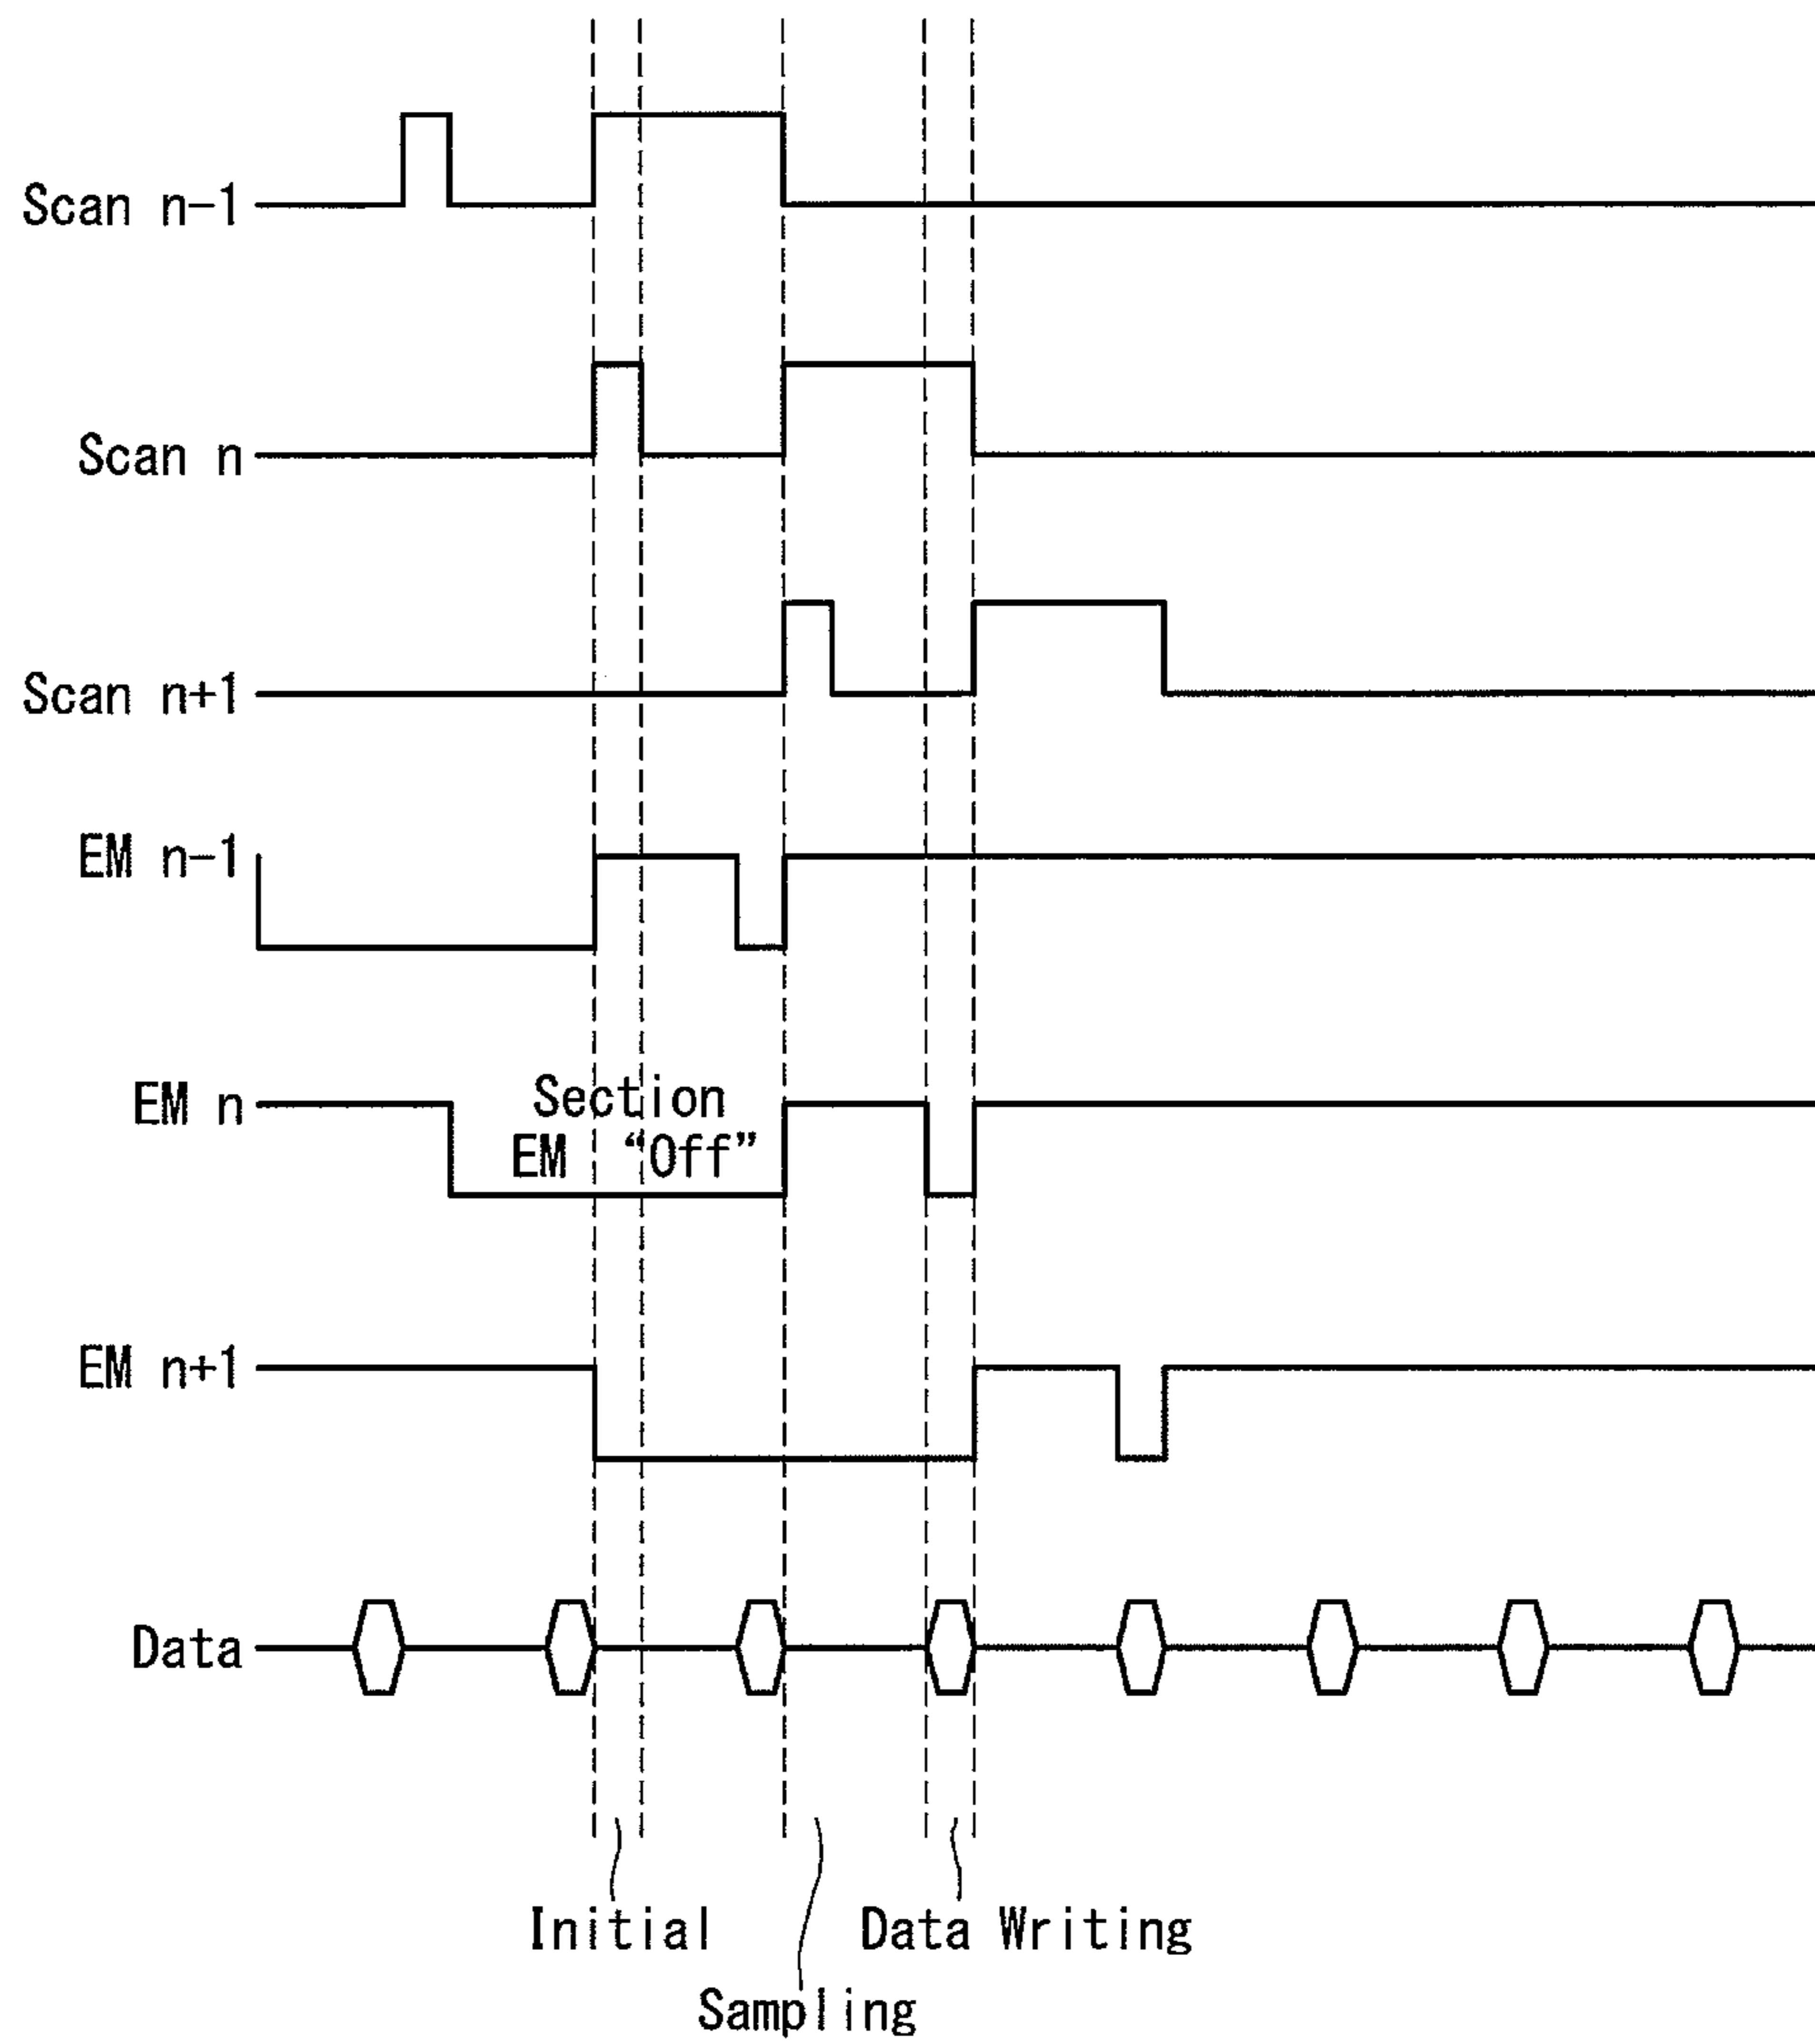 Scan n-1
Scan n
Scan n+1
EM n-1
EM n
Section
EM “Off”
EM n+1
Data
Initial
Data Writing
Sampling